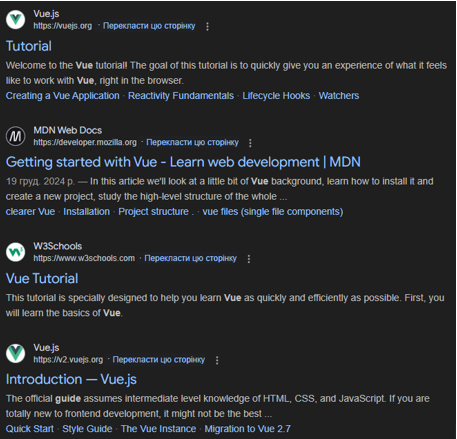 Vue.js
https://vuejs.org · Перекласти цю сторінку
Tutorial
Welcome to the Vue tutorial! The goal of this tutorial is to quickly give you an experience of what it feels
like to work with Vue, right in the browser.
Creating a Vue Application · Reactivity Fundamentals · Lifecycle Hooks · Watchers
MDN Web Docs
https://developer.mozilla.org · Перекласти цю сторінку
Getting started with Vue - Learn web development | MDN
19 груд. 2024 р. — In this article we'll look at a little bit of Vue background, learn how to install it and
create a new project, study the high-level structure of the whole ...
clearer Vue · Installation · Project structure . · vue files (single file components)
W3Schools
https://www.w3schools.com · Перекласти цю сторінку
Vue Tutorial
This tutorial is specially designed to help you learn Vue as quickly and efficiently as possible. First, you
will learn the basics of Vue.
Vue.js
https://v2.vuejs.org · Перекласти цю сторінку
Introduction — Vue.js
The official guide assumes intermediate level knowledge of HTML, CSS, and JavaScript. If you are
totally new to frontend development, it might not be the best ...
Quick Start · Style Guide · The Vue Instance · Migration to Vue 2.7